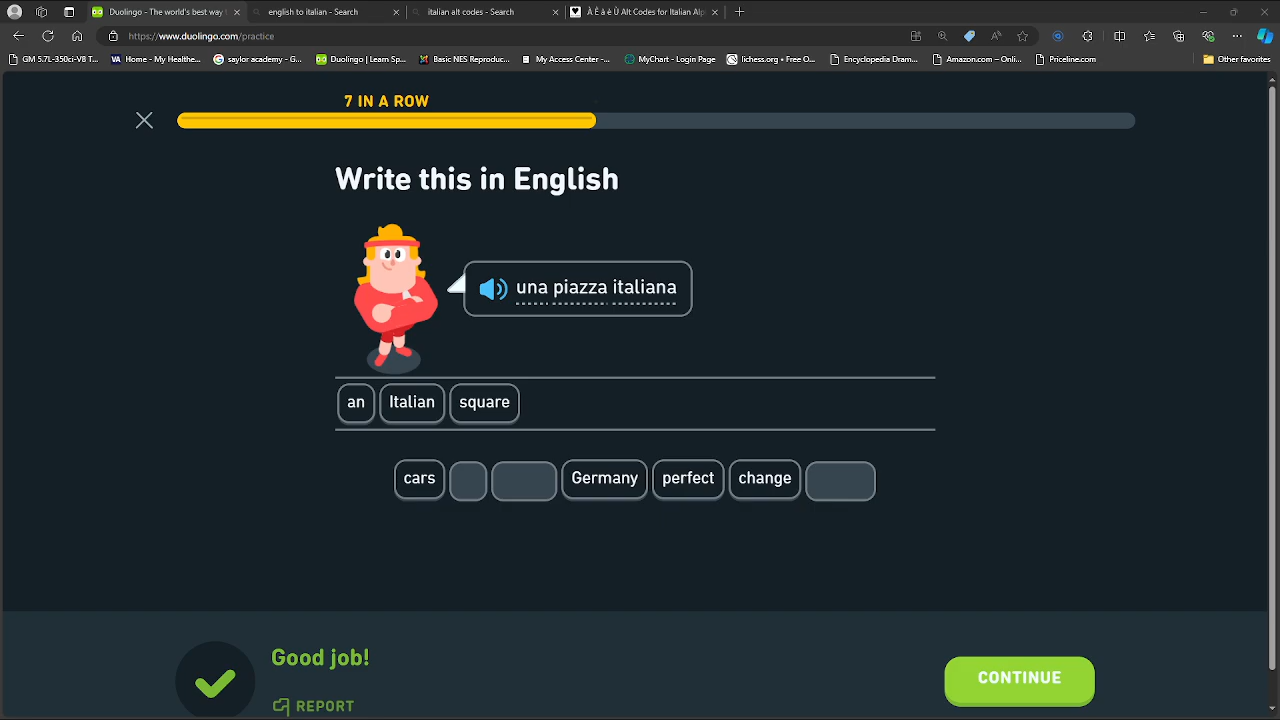 Duolingo - The world's best way t
english to italian - Search
italian alt codes - Search
À È à è Ù Alt Codes for Italian Alp
https://www.duolingo.com/practice
GM 5.7L-350ci-V8 T...
Home - My Healthe...
saylor academy - G...
Duolingo | Learn Sp...
Basic NES Reproduc...
My Access Center -...
MyChart - Login Page
lichess.org • Free O...
Encyclopedia Dram...
Amazon.com - Onli...
Priceline.com
Other favorites
7 IN A ROW
Write this in English
una piazza italiana
an Italian square
cars Germany perfect change
Good job!
CONTINUE
REPORT